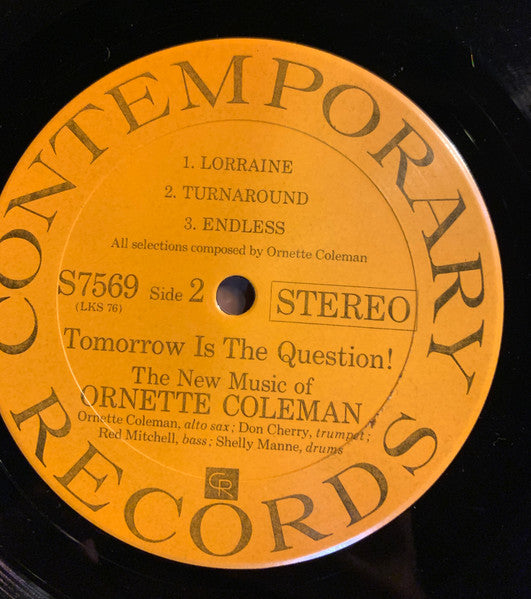 CONTEMPORARY
1. LORRAINE
2. TURNAROUND
3. ENDLESS
All selections composed by Ornette Coleman
S7569 Side 2 STEREO
(LKS 76)
Tomorrow Is The Question!
The New Music of
ORNETTE COLEMAN
Ornette Coleman, alto sax; Don Cherry, trumpet;
Red Mitchell, bass; Shelly Manne, drums
CR
RECORDS